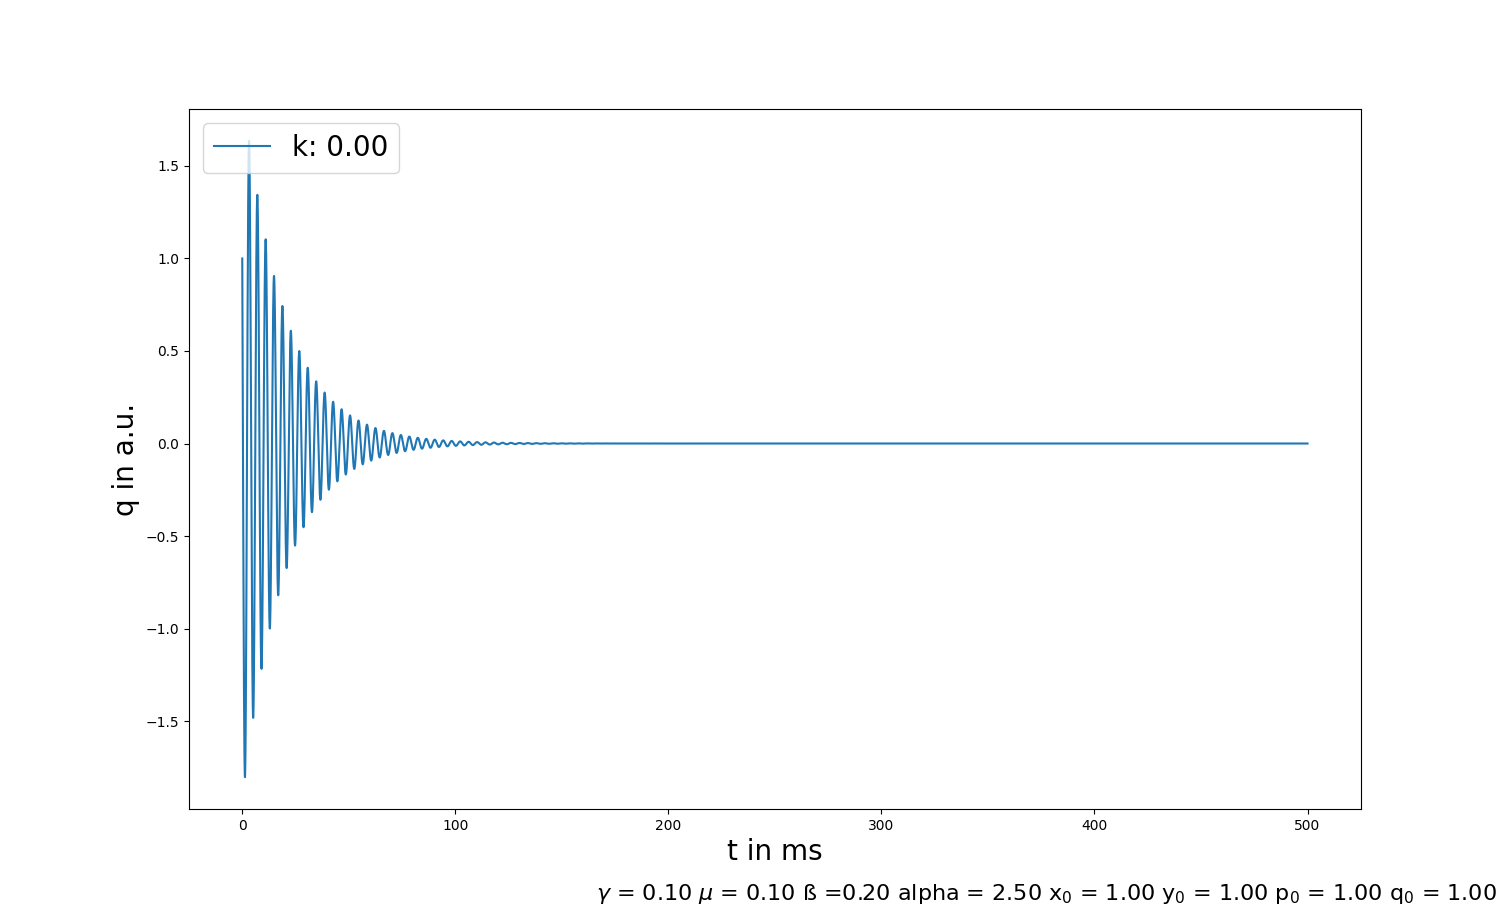 k: 0.00
1.5
1.0
0.5
0.0
−0.5
−1.0
−1.5
q in a.u.
0 100 200 300 400 500
t in ms
γ = 0.10 μ = 0.10 ß =0.20 alpha = 2.50 x₀ = 1.00 y₀ = 1.00 p₀ = 1.00 q₀ = 1.00